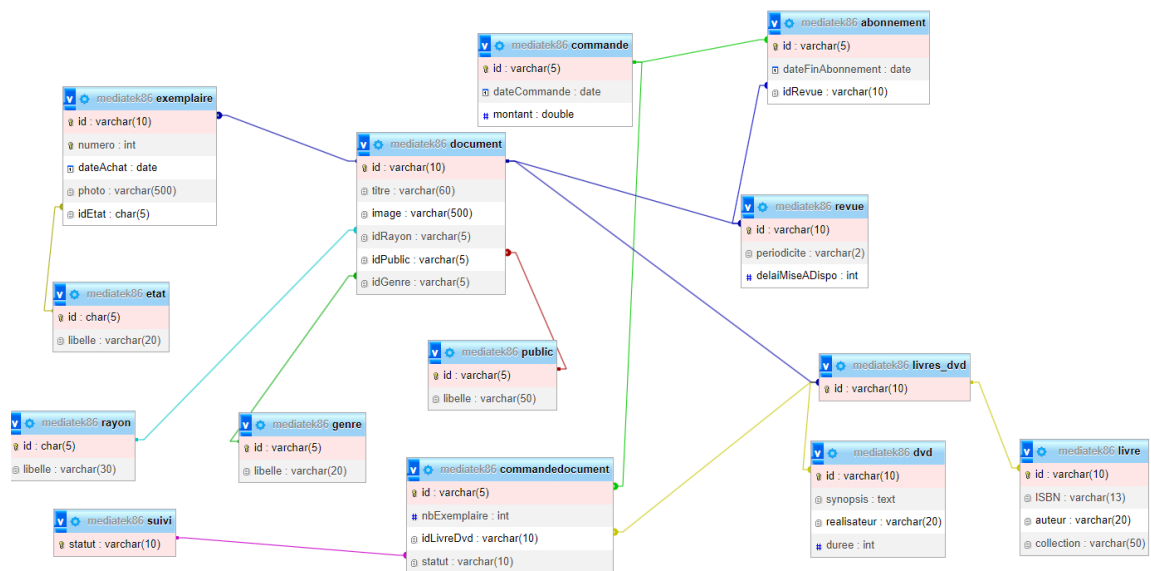 mediatek86 commande
id : varchar(5)
dateCommande : date
montant : double
mediatek86 abonnement
id : varchar(5)
dateFinAbonnement : date
idRevue : varchar(10)
mediatek86 exemplaire
id : varchar(10)
numero : int
dateAchat : date
photo : varchar(500)
idEtat : char(5)
mediatek86 document
id : varchar(10)
titre : varchar(60)
image : varchar(500)
idRayon : varchar(5)
idPublic : varchar(5)
idGenre : varchar(5)
mediatek86 revue
id : varchar(10)
periodicite : varchar(2)
delaiMiseADispo : int
mediatek86 etat
id : char(5)
libelle : varchar(20)
mediatek86 public
id : varchar(5)
libelle : varchar(50)
mediatek86 livres_dvd
id : varchar(10)
mediatek86 rayon
id : char(5)
libelle : varchar(30)
mediatek86 genre
id : varchar(5)
libelle : varchar(20)
mediatek86 commandedocument
id : varchar(5)
nbExemplaire : int
idLivreDvd : varchar(10)
statut : varchar(10)
mediatek86 dvd
id : varchar(10)
synopsis : text
realisateur : varchar(20)
duree : int
mediatek86 livre
id : varchar(10)
ISBN : varchar(13)
auteur : varchar(20)
collection : varchar(50)
mediatek86 suivi
statut : varchar(10)